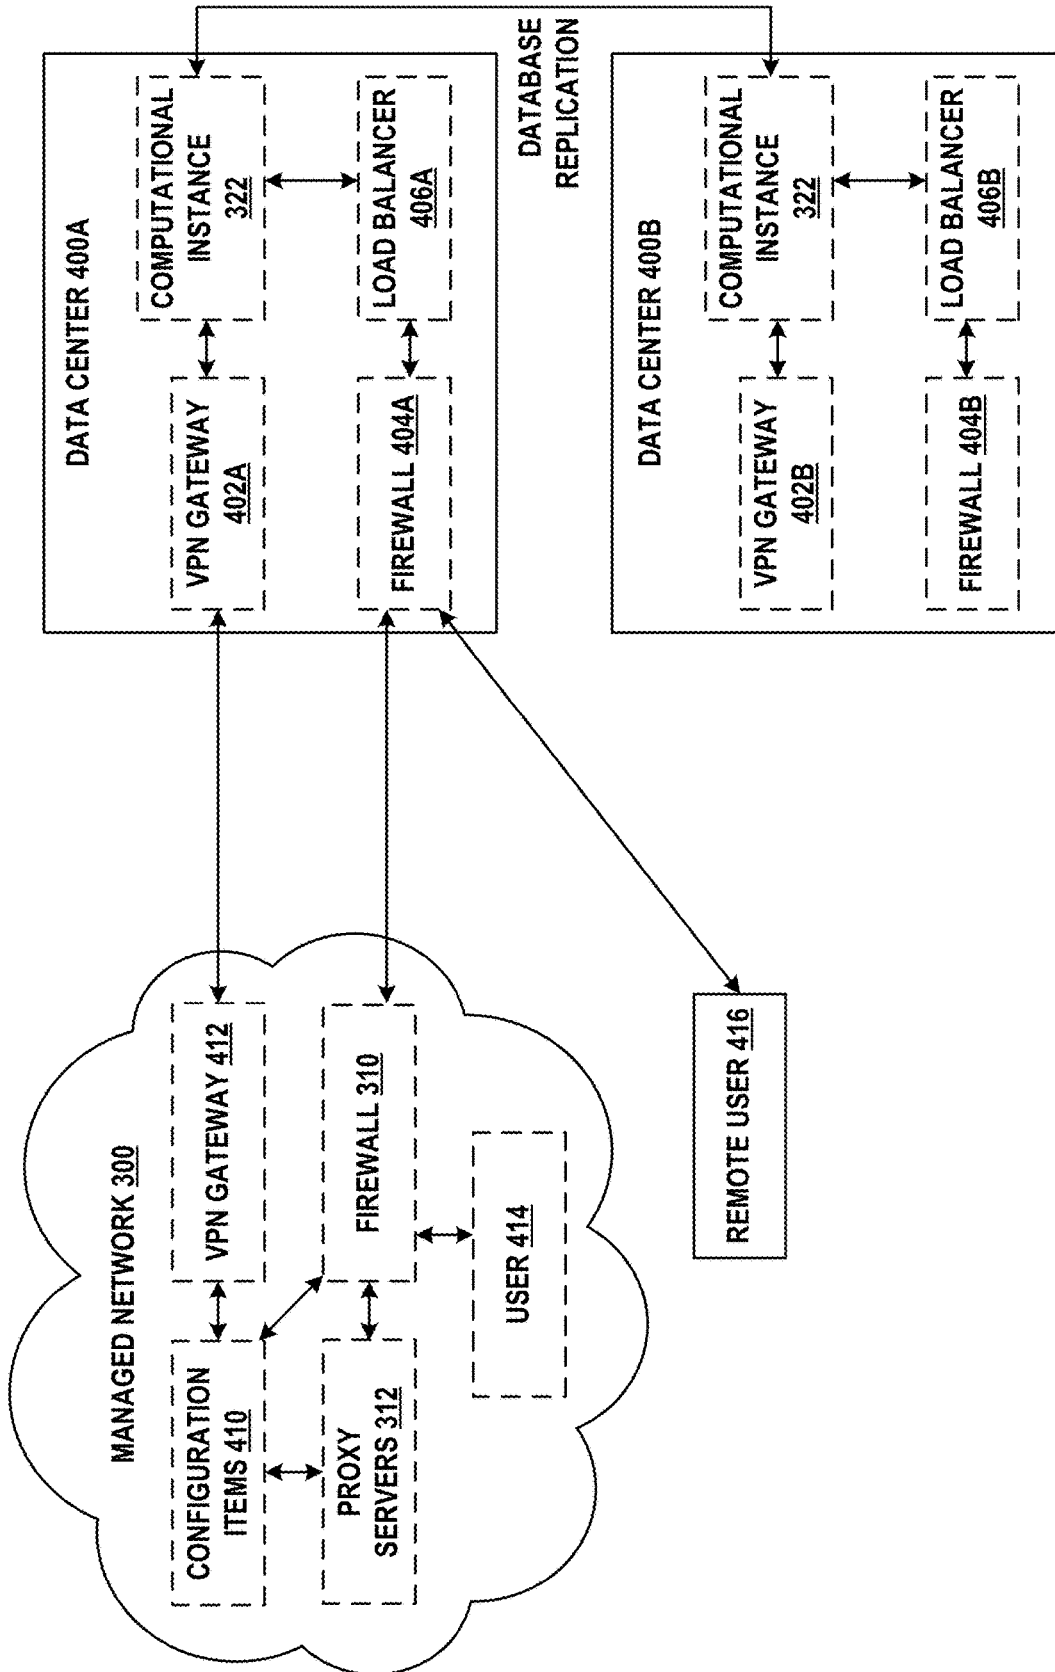 MANAGED NETWORK 300
CONFIGURATION
ITEMS 410
VPN GATEWAY 412
PROXY
SERVERS 312
FIREWALL 310
USER 414
REMOTE USER 416
DATA CENTER 400A
VPN GATEWAY
402A
COMPUTATIONAL
INSTANCE
322
FIREWALL 404A
LOAD BALANCER
406A
DATABASE
REPLICATION
DATA CENTER 400B
VPN GATEWAY
402B
COMPUTATIONAL
INSTANCE
322
FIREWALL 404B
LOAD BALANCER
406B